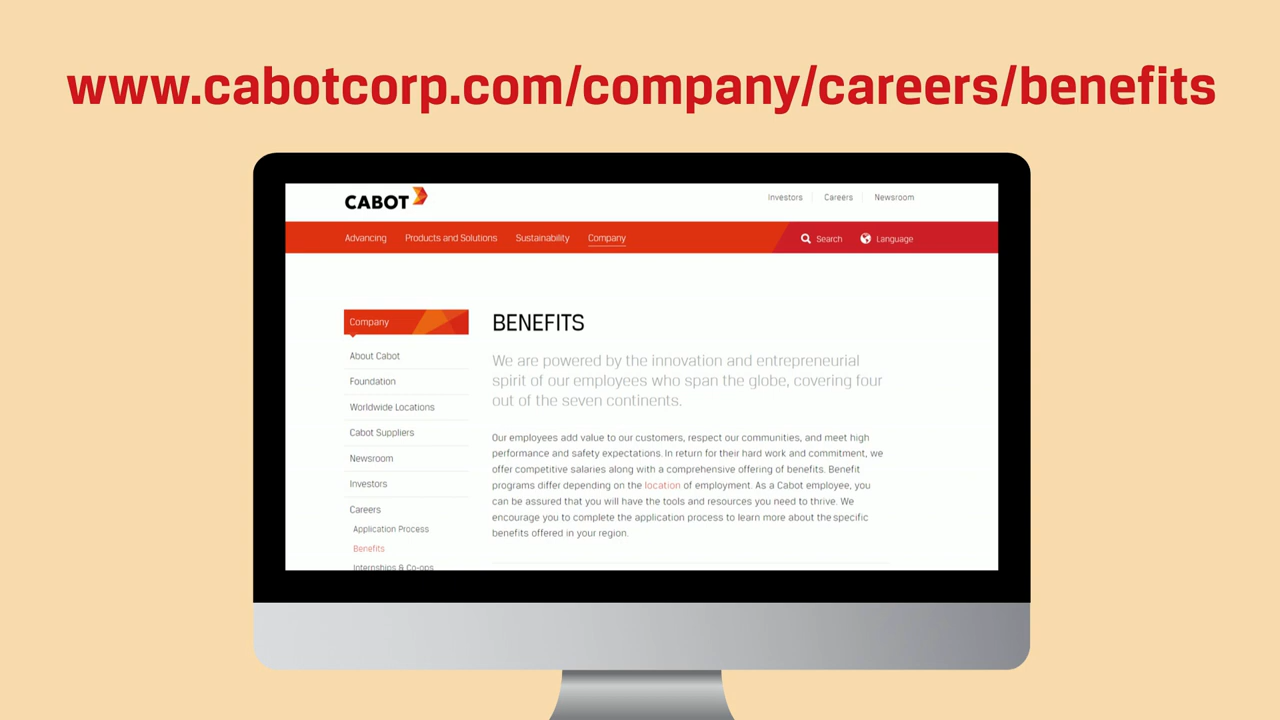 www.cabotcorp.com/company/careers/benefits
CABOT
Investors
Careers
Newsroom
Advancing
Products and Solutions
Sustainability
Company
Search
Language
Company
About Cabot
Foundation
Worldwide Locations
Cabot Suppliers
Newsroom
Investors
Careers
Application Process
Benefits
Internships & Co-ops
BENEFITS
We are powered by the innovation and entrepreneurial
spirit of our employees who span the globe, covering four
out of the seven continents.
Our employees add value to our customers, respect our communities, and meet high
performance and safety expectations. In return for their hard work and commitment, we
offer competitive salaries along with a comprehensive offering of benefits. Benefit
programs differ depending on the location of employment. As a Cabot employee, you
can be assured that you will have the tools and resources you need to thrive. We
encourage you to complete the application process to learn more about the specific
benefits offered in your region.